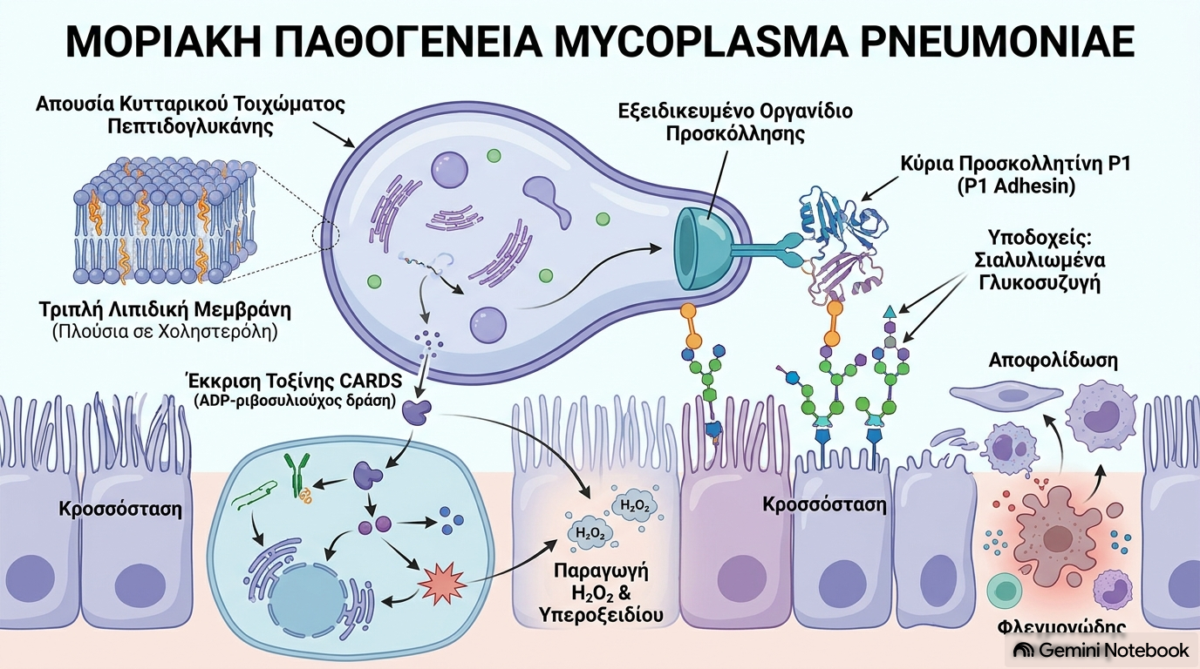 ΜΟΡΙΑΚΗ ΠΑΘΟΓΕΝΕΙΑ MYCOPLASMA PNEUMONIAE
Απουσία Κυτταρικού Τοιχώματος
Πεπτιδογλυκάνης
Εξειδικευμένο Οργανίδιο
Προσκόλλησης
Κύρια Προσκολλητίνη P1
(P1 Adhesin)
Υποδοχείς:
Σιαλυλιωμένα
Γλυκοσυζυγή
Τριπλή Λιπιδική Μεμβράνη
(Πλούσια σε Χοληστερόλη)
Έκκριση Τοξίνης CARDS
(ADP-ριβοσυλιούχος δράση)
Αποφολίδωση
Κροσσόσταση
H₂O₂
H₂O₂
Κροσσόσταση
Παραγωγή
H₂O₂ &
Υπεροξειδίου
Φλεγμονώδης
Gemini Notebook